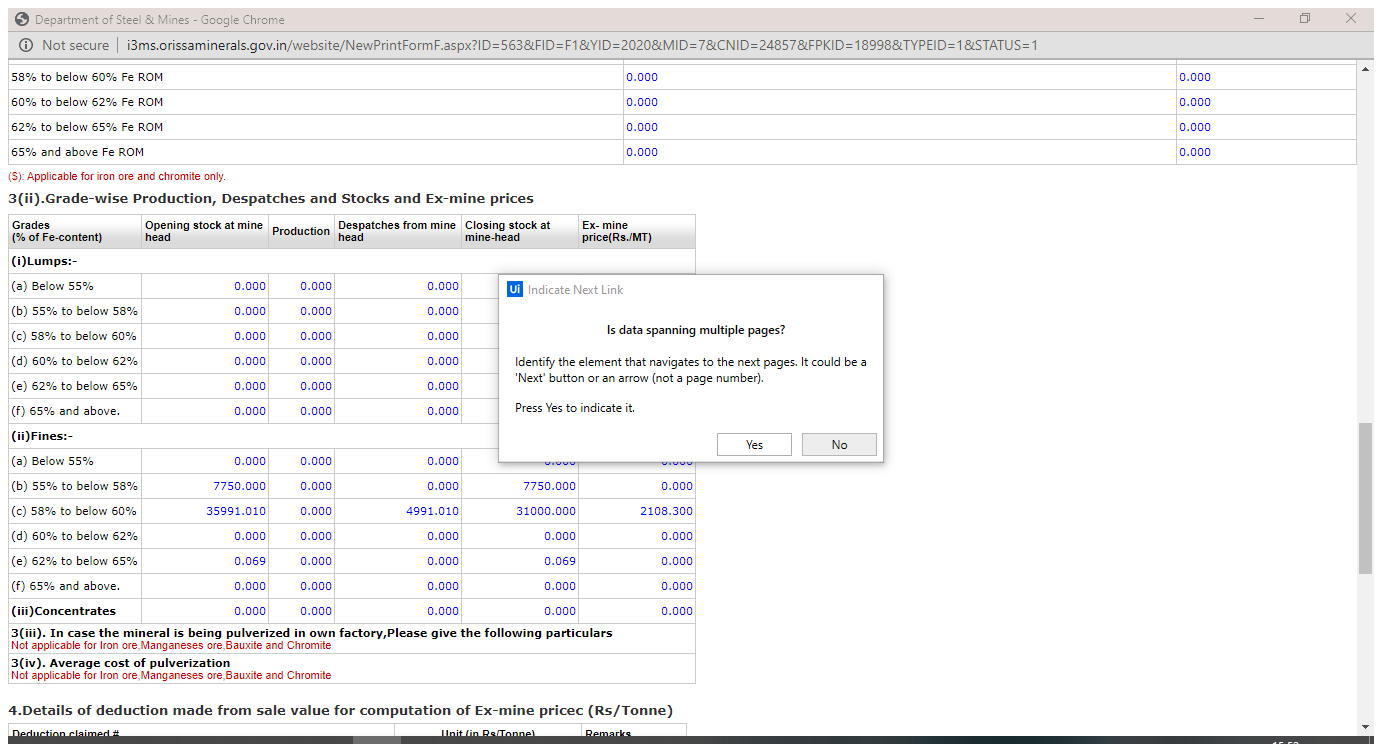 Department of Steel & Mines - Google Chrome
Not secure | i3ms.orissaminerals.gov.in/website/NewPrintFormF.aspx?ID=563&FID=F1&YID=2020&MID=7&CNID=24857&FPKID=18998&TYPEID=1&STATUS=1
58% to below 60% Fe ROM 0.000 0.000
60% to below 62% Fe ROM 0.000 0.000
62% to below 65% Fe ROM 0.000 0.000
65% and above Fe ROM 0.000 0.000
($): Applicable for iron ore and chromite only.
3(ii).Grade-wise Production, Despatches and Stocks and Ex-mine prices
Grades (% of Fe-content) Opening stock at mine head Production Despatches from mine head Closing stock at mine-head Ex- mine price(Rs./MT)
(i)Lumps:-
(a) Below 55% 0.000 0.000 0.000
(b) 55% to below 58% 0.000 0.000 0.000
(c) 58% to below 60% 0.000 0.000 0.000
(d) 60% to below 62% 0.000 0.000 0.000
(e) 62% to below 65% 0.000 0.000 0.000
(f) 65% and above. 0.000 0.000 0.000
Ui Indicate Next Link
Is data spanning multiple pages?
Identify the element that navigates to the next pages. It could be a
'Next' button or an arrow (not a page number).
Press Yes to indicate it.
Yes No
(ii)Fines:-
(a) Below 55% 0.000 0.000 0.000 0.000 0.000
(b) 55% to below 58% 7750.000 0.000 0.000 7750.000 0.000
(c) 58% to below 60% 35991.010 0.000 4991.010 31000.000 2108.300
(d) 60% to below 62% 0.000 0.000 0.000 0.000 0.000
(e) 62% to below 65% 0.069 0.000 0.000 0.069 0.000
(f) 65% and above. 0.000 0.000 0.000 0.000 0.000
(iii)Concentrates 0.000 0.000 0.000 0.000 0.000
3(iii). In case the mineral is being pulverized in own factory,Please give the following particulars
Not applicable for Iron ore,Manganeses ore,Bauxite and Chromite
3(iv). Average cost of pulverization
Not applicable for Iron ore,Manganeses ore,Bauxite and Chromite
4.Details of deduction made from sale value for computation of Ex-mine pricec (Rs/Tonne)
Deduction claimed # Unit (in Rs/Tonne) Remarks